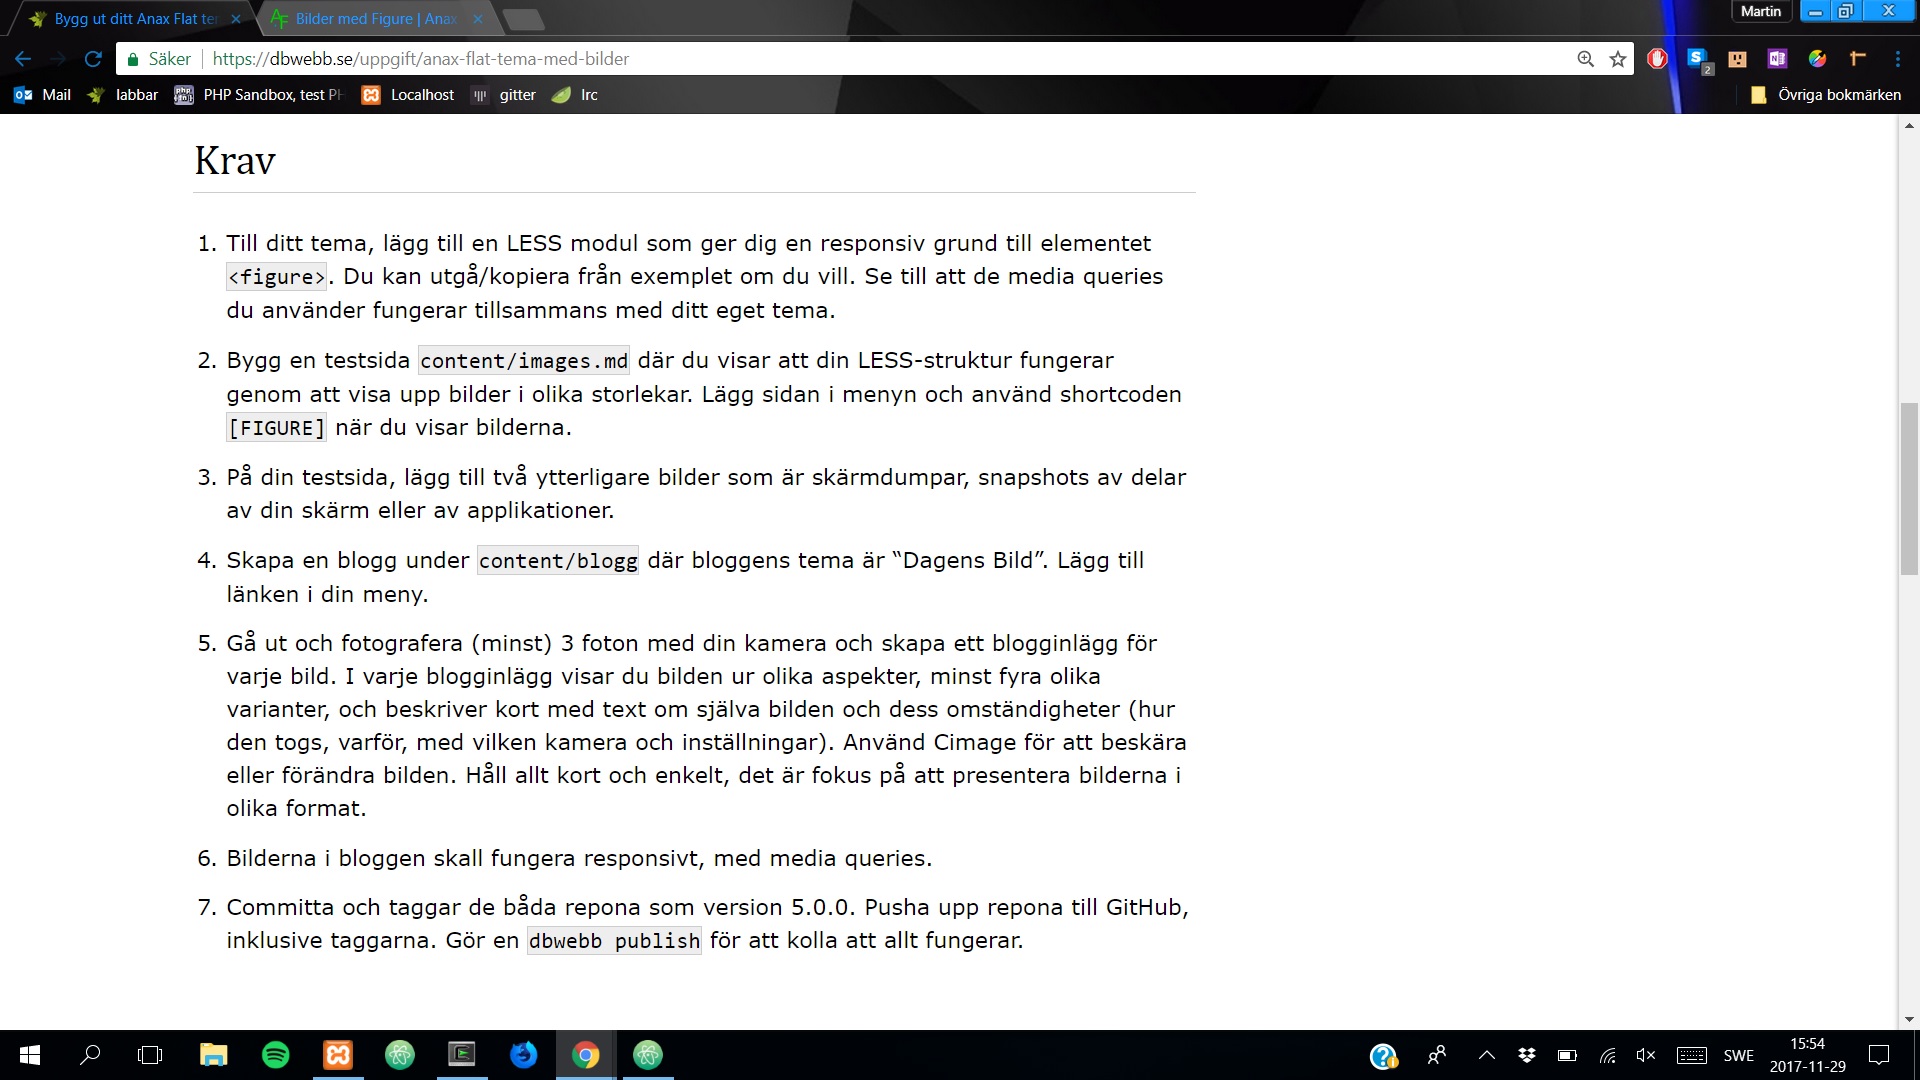 Bygg ut ditt Anax Flat te
Bilder med Figure | Anax
Martin
Säker
https://dbwebb.se/uppgift/anax-flat-tema-med-bilder
2
Mail labbar PHP Sandbox, test PH Localhost gitter Irc Övriga bokmärken
Krav
1. Till ditt tema, lägg till en LESS modul som ger dig en responsiv grund till elementet
<figure>. Du kan utgå/kopiera från exemplet om du vill. Se till att de media queries
du använder fungerar tillsammans med ditt eget tema.
2. Bygg en testsida content/images.md där du visar att din LESS-struktur fungerar
genom att visa upp bilder i olika storlekar. Lägg sidan i menyn och använd shortcoden
[FIGURE] när du visar bilderna.
3. På din testsida, lägg till två ytterligare bilder som är skärmdumpar, snapshots av delar
av din skärm eller av applikationer.
4. Skapa en blogg under content/blogg där bloggens tema är “Dagens Bild”. Lägg till
länken i din meny.
5. Gå ut och fotografera (minst) 3 foton med din kamera och skapa ett blogginlägg för
varje bild. I varje blogginlägg visar du bilden ur olika aspekter, minst fyra olika
varianter, och beskriver kort med text om själva bilden och dess omständigheter (hur
den togs, varför, med vilken kamera och inställningar). Använd Cimage för att beskära
eller förändra bilden. Håll allt kort och enkelt, det är fokus på att presentera bilderna i
olika format.
6. Bilderna i bloggen skall fungera responsivt, med media queries.
7. Committa och taggar de båda repona som version 5.0.0. Pusha upp repona till GitHub,
inklusive taggarna. Gör en dbwebb publish för att kolla att allt fungerar.
SWE
15:54
2017-11-29